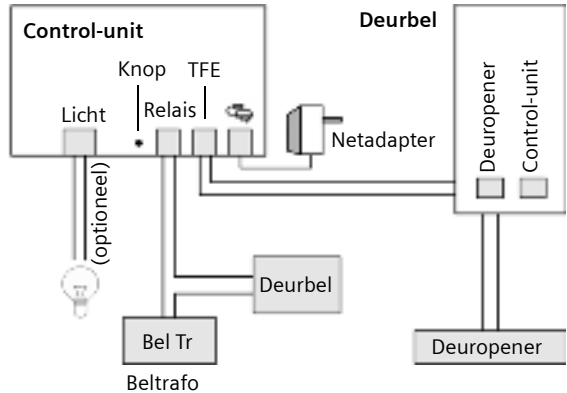 Control-unit
Deurbel
Knop
TFE
Licht
Relais
Netadapter
Deuropener
Control-unit
(optioneel)
Deurbel
Bel Tr
Deuropener
Beltrafo